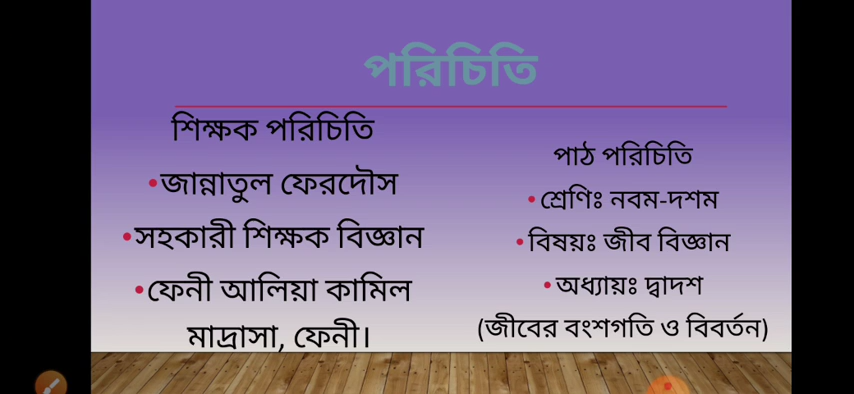 পরিচিতি
শিক্ষক পরিচিতি
•জান্নাতুল ফেরদৌস
•সহকারী শিক্ষক বিজ্ঞান
•ফেনী আলিয়া কামিল
মাদ্রাসা, ফেনী।
পাঠ পরিচিতি
•শ্রেণিঃ নবম-দশম
•বিষয়ঃ জীব বিজ্ঞান
•অধ্যায়ঃ দ্বাদশ
(জীবের বংশগতি ও বিবর্তন)